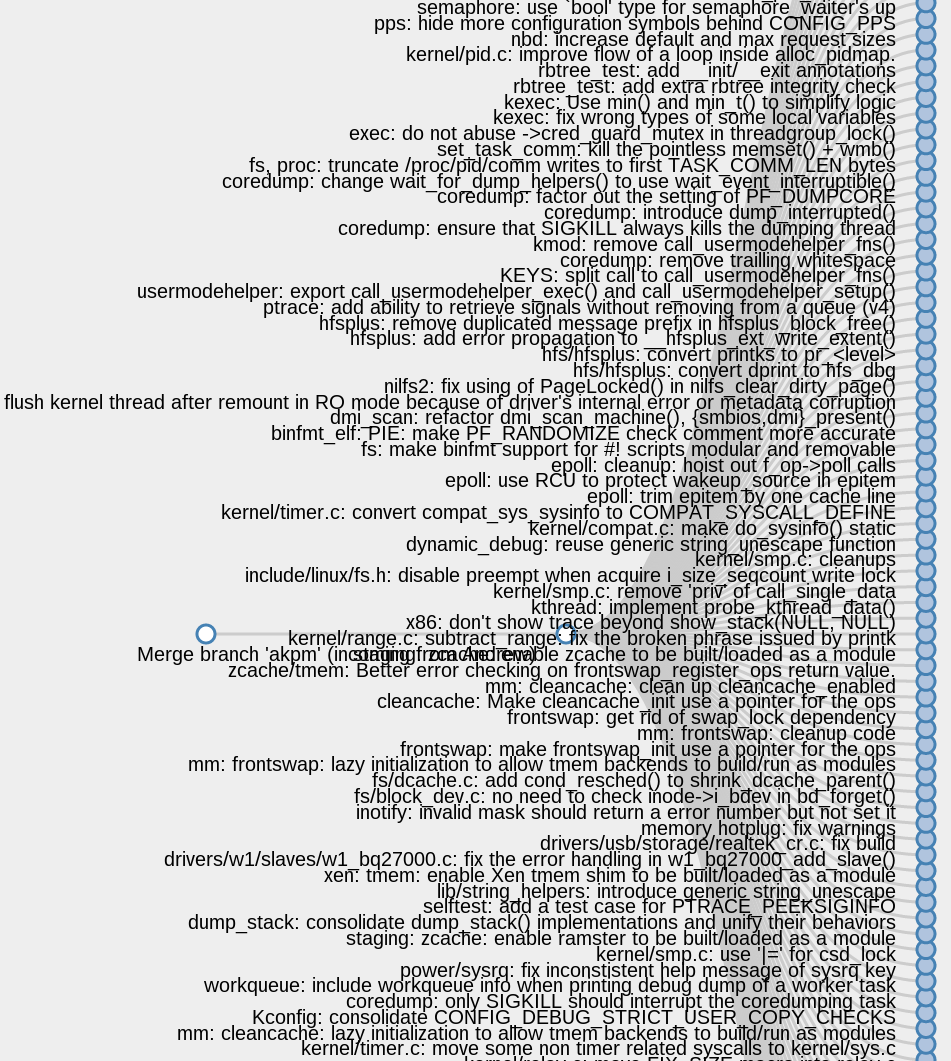 semaphore: use `bool' type for semaphore_waiter's up
pps: hide more configuration symbols behind CONFIG_PPS
nbd: increase default and max request sizes
kernel/pid.c: improve flow of a loop inside alloc_pidmap.
rbtree_test: add __init/__exit annotations
rbtree_test: add extra rbtree integrity check
kexec: Use min() and min_t() to simplify logic
kexec: fix wrong types of some local variables
exec: do not abuse ->cred_guard_mutex in threadgroup_lock()
set_task_comm: kill the pointless memset() + wmb()
fs, proc: truncate /proc/pid/comm writes to first TASK_COMM_LEN bytes
coredump: change wait_for_dump_helpers() to use wait_event_interruptible()
coredump: factor out the setting of PF_DUMPCORE
coredump: introduce dump_interrupted()
coredump: ensure that SIGKILL always kills the dumping thread
kmod: remove call_usermodehelper_fns()
coredump: remove trailling whitespace
KEYS: split call to call_usermodehelper_fns()
usermodehelper: export call_usermodehelper_exec() and call_usermodehelper_setup()
ptrace: add ability to retrieve signals without removing from a queue (v4)
hfsplus: remove duplicated message prefix in hfsplus_block_free()
hfsplus: add error propagation to __hfsplus_ext_write_extent()
hfs/hfsplus: convert printks to pr_<level>
hfs/hfsplus: convert dprint to hfs_dbg
nilfs2: fix using of PageLocked() in nilfs_clear_dirty_page()
flush kernel thread after remount in RO mode because of driver's internal error or metadata corruption
dmi_scan: refactor dmi_scan_machine(), {smbios,dmi}_present()
binfmt_elf: PIE: make PF_RANDOMIZE check comment more accurate
fs: make binfmt support for #! scripts modular and removable
epoll: cleanup: hoist out f_op->poll calls
epoll: use RCU to protect wakeup_source in epitem
epoll: trim epitem by one cache line
kernel/timer.c: convert compat_sys_sysinfo to COMPAT_SYSCALL_DEFINE
kernel/compat.c: make do_sysinfo() static
dynamic_debug: reuse generic string_unescape function
kernel/smp.c: cleanups
include/linux/fs.h: disable preempt when acquire i_size_seqcount write lock
kernel/smp.c: remove 'priv' of call_single_data
kthread: implement probe_kthread_data()
x86: don't show trace beyond show_stack(NULL, NULL)
kernel/range.c: subtract_range: fix the broken phrase issued by printk
Merge branch 'akpm' (incoming from Andrew)
staging: zcache: enable zcache to be built/loaded as a module
zcache/tmem: Better error checking on frontswap_register_ops return value.
mm: cleancache: clean up cleancache_enabled
cleancache: Make cleancache_init use a pointer for the ops
frontswap: get rid of swap_lock dependency
mm: frontswap: cleanup code
frontswap: make frontswap_init use a pointer for the ops
mm: frontswap: lazy initialization to allow tmem backends to build/run as modules
fs/dcache.c: add cond_resched() to shrink_dcache_parent()
fs/block_dev.c: no need to check inode->i_bdev in bd_forget()
inotify: invalid mask should return a error number but not set it
memory hotplug: fix warnings
drivers/usb/storage/realtek_cr.c: fix build
drivers/w1/slaves/w1_bq27000.c: fix the error handling in w1_bq27000_add_slave()
xen: tmem: enable Xen tmem shim to be built/loaded as a module
lib/string_helpers: introduce generic string_unescape
selftest: add a test case for PTRACE_PEEKSIGINFO
dump_stack: consolidate dump_stack() implementations and unify their behaviors
staging: zcache: enable ramster to be built/loaded as a module
kernel/smp.c: use '|=' for csd_lock
power/sysrq: fix inconstistent help message of sysrq key
workqueue: include workqueue info when printing debug dump of a worker task
coredump: only SIGKILL should interrupt the coredumping task
Kconfig: consolidate CONFIG_DEBUG_STRICT_USER_COPY_CHECKS
mm: cleancache: lazy initialization to allow tmem backends to build/run as modules
kernel/timer.c: move some non timer related syscalls to kernel/sys.c